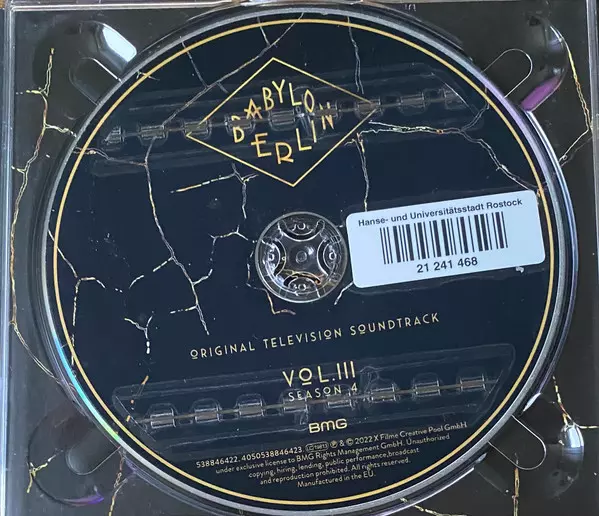 BABYLON
BERLIN
Hanse- und Universitätsstadt Rostock
21 241 468
ORIGINAL TELEVISION SOUNDTRACK
VOL.III
SEASON 4
BMG
538846422, 4050538846423. ℗ & © 2022 X Filme Creative Pool GmbH
under exclusive license to BMG Rights Management GmbH. Unauthorized
copying, hiring, lending, public performance, broadcast
and reproduction prohibited. All rights reserved.
Manufactured in the EU.